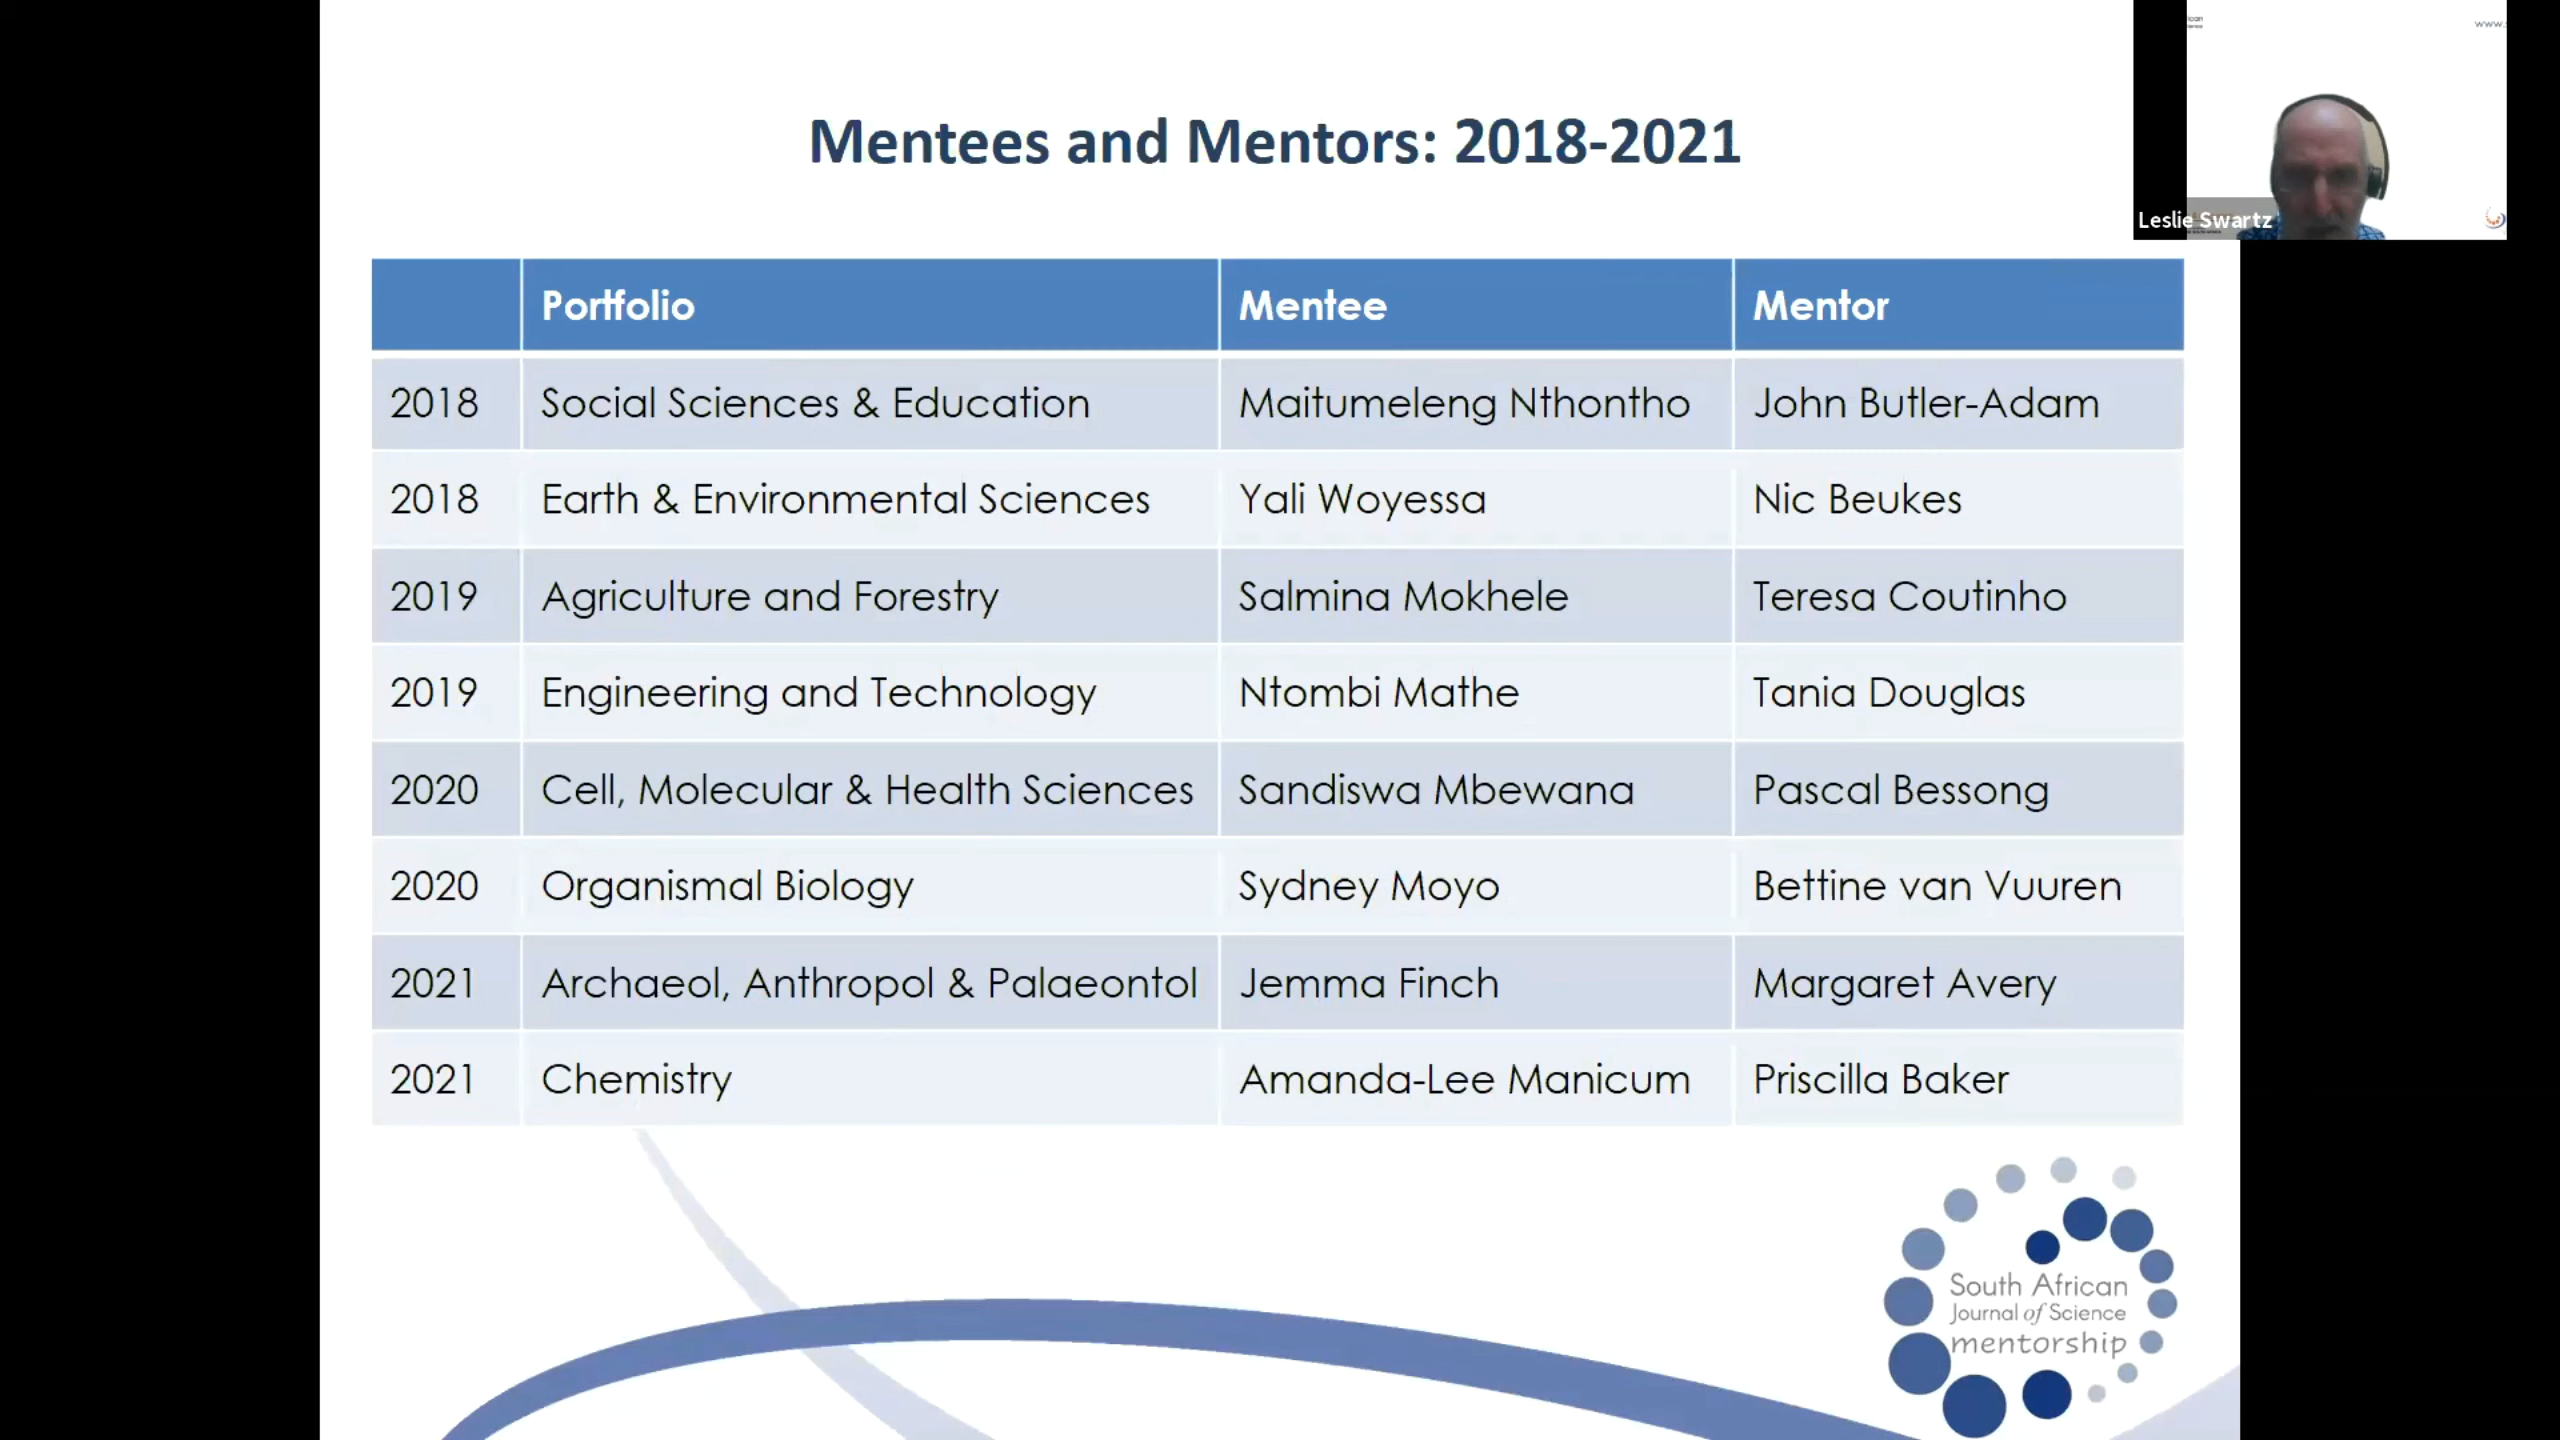 Mentees and Mentors: 2018-2021
www.
Leslie Swartz
Portfolio Mentee Mentor
2018 Social Sciences & Education Maitumeleng Nthontho John Butler-Adam
2018 Earth & Environmental Sciences Yali Woyessa Nic Beukes
2019 Agriculture and Forestry Salmina Mokhele Teresa Coutinho
2019 Engineering and Technology Ntombi Mathe Tania Douglas
2020 Cell, Molecular & Health Sciences Sandiswa Mbewana Pascal Bessong
2020 Organismal Biology Sydney Moyo Bettine van Vuuren
2021 Archaeol, Anthropol & Palaeontol Jemma Finch Margaret Avery
2021 Chemistry Amanda-Lee Manicum Priscilla Baker
South African
Journal of Science
mentorship